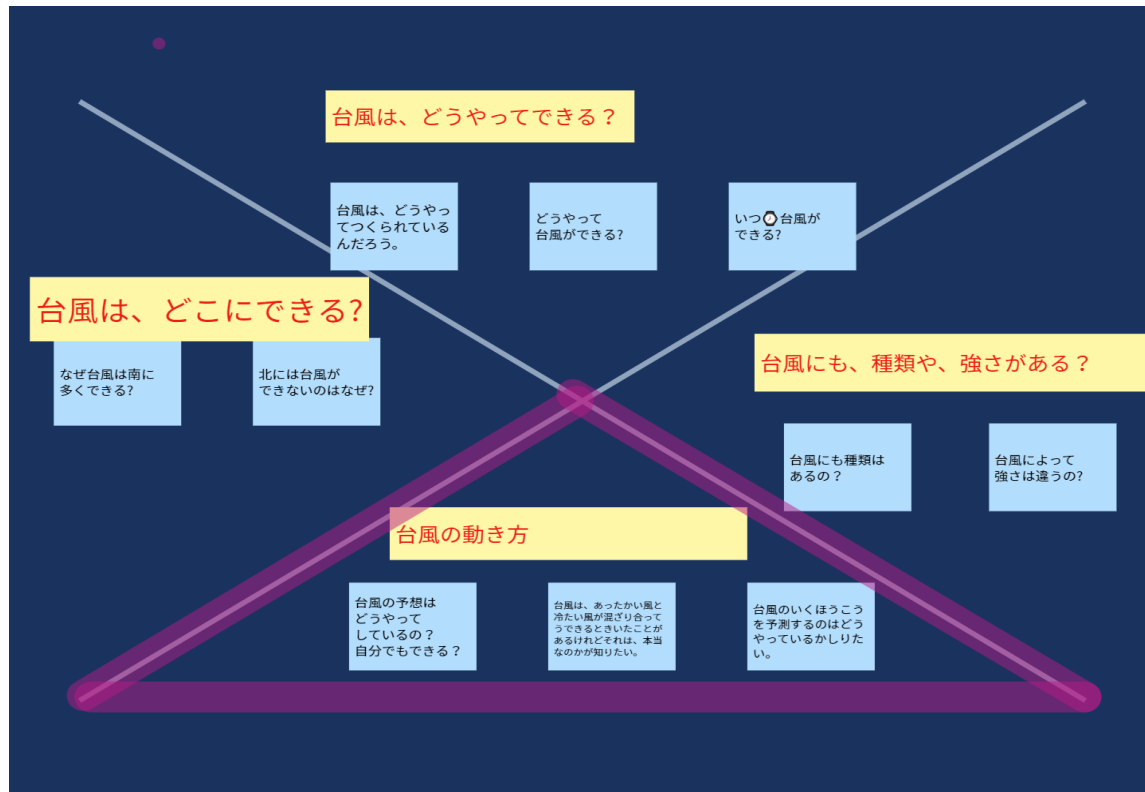 台風は、どうやってできる？
台風は、どうやっ
てつくられている
んだろう。
どうやって
台風ができる?
いつ⌚台風が
できる?
台風は、どこにできる?
なぜ台風は南に
多くできる?
北には台風が
できないのはなぜ?
台風にも、種類や、強さがある？
台風にも種類は
あるの？
台風によって
強さは違うの?
台風の動き方
台風の予想は
どうやって
しているの？
自分でもできる？
台風は、あったかい風と
冷たい風が混ざり合って
うできるときいたことが
あるけれどそれは、本当
なのかが知りたい。
台風のいくほうこう
を予測するのはどう
やっているかしりた
い。